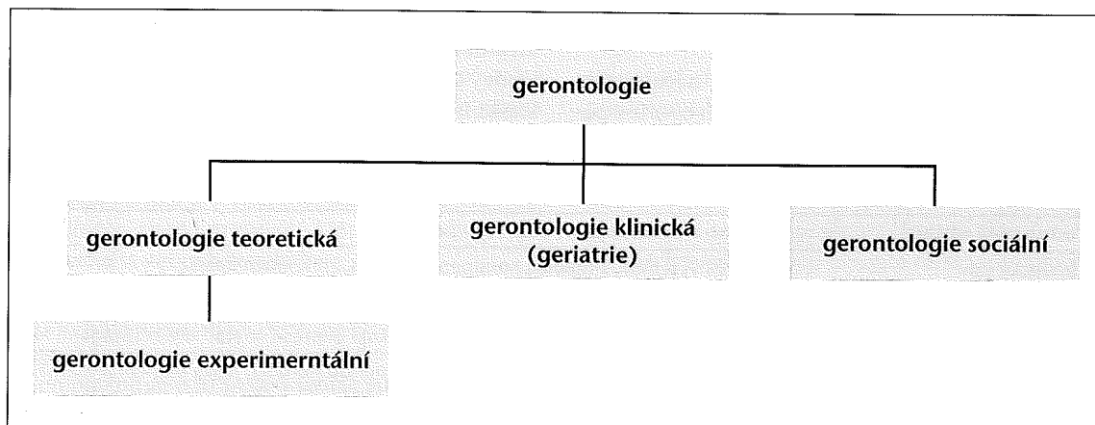 gerontologie
gerontologie teoretická
gerontologie klinická
(geriatrie)
gerontologie sociální
gerontologie experimerntální